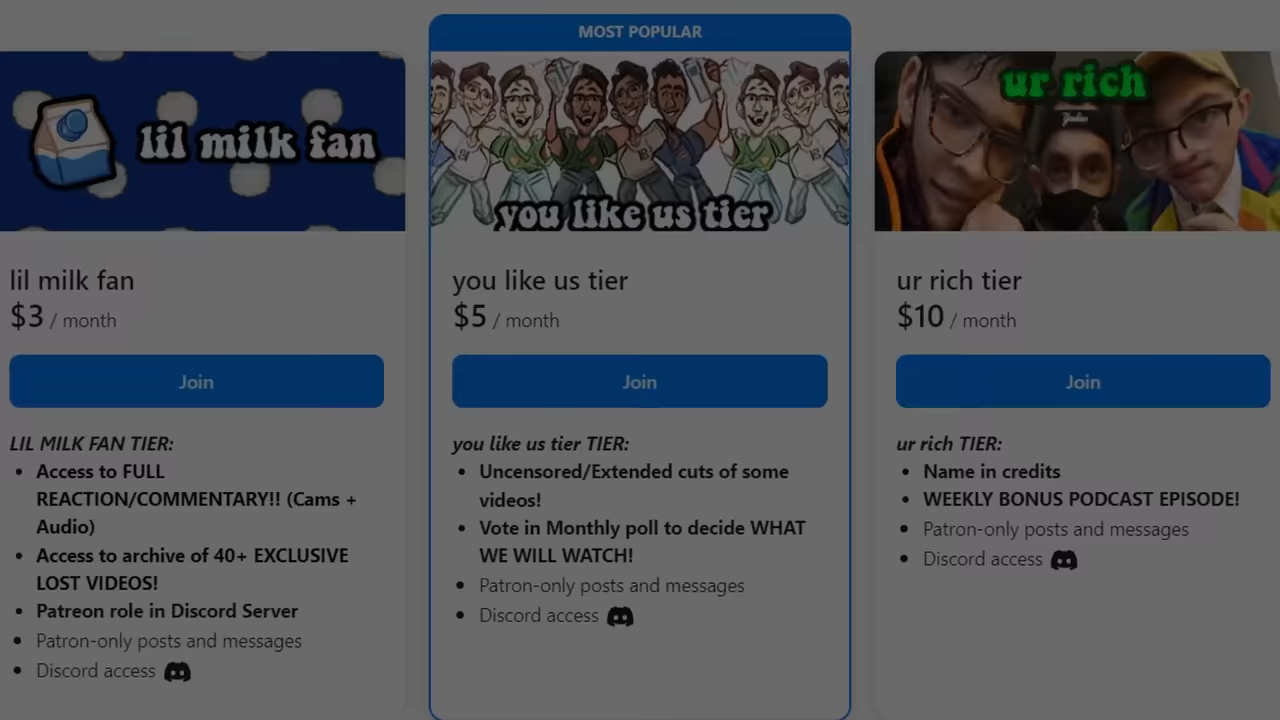 lil milk fan
lil milk fan
$3 / month
Join
LIL MILK FAN TIER:
Access to FULL
REACTION/COMMENTARY!! (Cams +
Audio)
Access to archive of 40+ EXCLUSIVE
LOST VIDEOS!
Patreon role in Discord Server
Patron-only posts and messages
Discord access
MOST POPULAR
you like us tier
you like us tier
$5 / month
Join
you like us tier TIER:
Uncensored/Extended cuts of some
videos!
Vote in Monthly poll to decide WHAT
WE WILL WATCH!
Patron-only posts and messages
Discord access
ur rich
ur rich tier
$10 / month
Join
ur rich TIER:
Name in credits
WEEKLY BONUS PODCAST EPISODE!
Patron-only posts and messages
Discord access